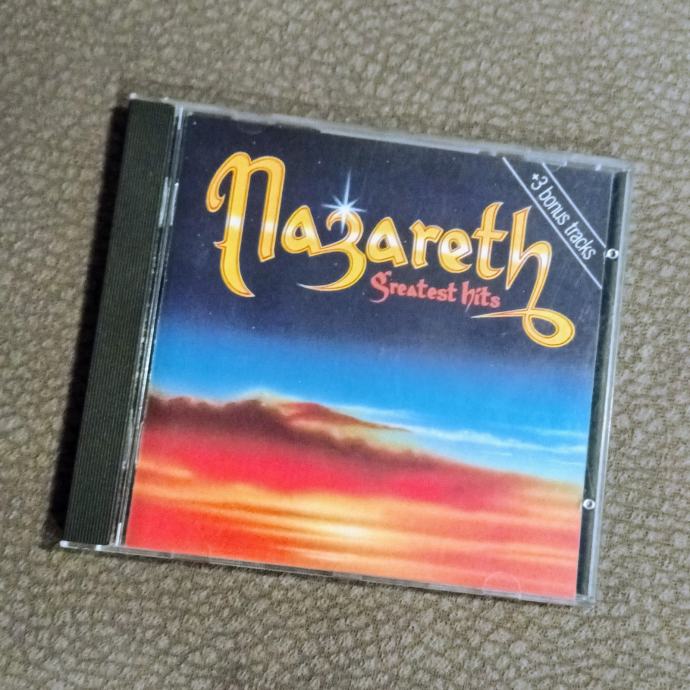 Nazareth
Greatest hits
+3 bonus tracks